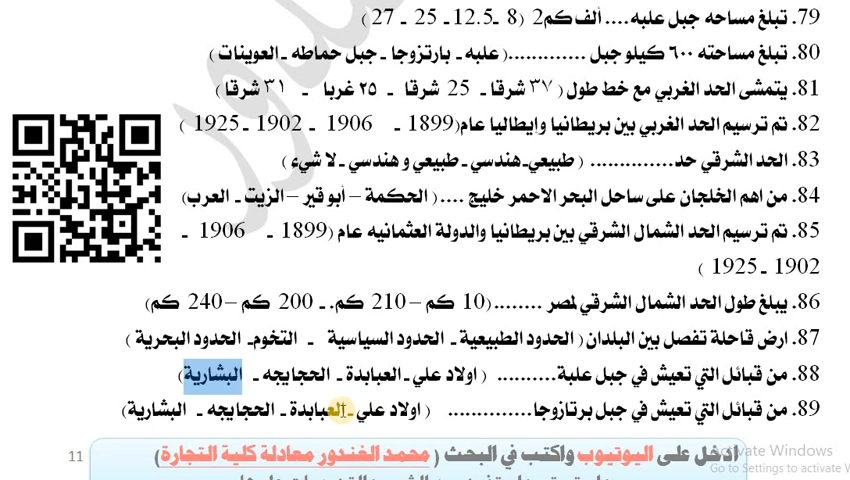 79. تبلغ مساحه جبل علبه.... ألف كم2 (8 ـ12.5 ـ 25 ـ 27 )
80. تبلغ مساحته ٦٠٠ كيلو جبل .............( علبه ـ بارتزوجا ـ جبل حماطه ـ العوينات )
81. يتمشى الحد الغربي مع خط طول ( ٣٧ شرقا ـ 25 شرقا ـ ٢٥ غربا ـ ٣١ شرقا )
82. تم ترسيم الحد الغربي بين بريطانيا وايطاليا عام(1899 ـ 1906 ـ 1902 ـ 1925 )
83. الحد الشرقي حد.............. ( طبيعي ـ هندسي ـ طبيعي و هندسي ـ لا شيء )
84. من اهم الخلجان على ساحل البحر الاحمر خليج .... ( الحكمة – أبو قير – الزيت ـ العرب)
85. تم ترسيم الحد الشمال الشرقي بين بريطانيا والدولة العثمانيه عام (1899 ـ 1906 ـ
1902 ـ 1925 )
86. يبلغ طول الحد الشمال الشرقي لمصر ........(10 كم – 210 كم. ـ 200 كم – 240 كم)
87. ارض قاحلة تفصل بين البلدان ( الحدود الطبيعية ـ الحدود السياسية ـ التخوم ـ الحدود البحرية )
88. من قبائل التي تعيش في جبل علبة.......... ( اولاد علي ـ العبابدة ـ الحجايجه ـ البشارية)
89. من قبائل التي تعيش في جبل برتازوجا.............. ( اولاد علي ـ العبابدة ـ الحجايجه ـ البشارية)
ادخل على اليوتيوب واكتب في البحث ( محمد الغندور معادلة كلية التجارة)
11
Activate Windows
Go to Settings to activate W